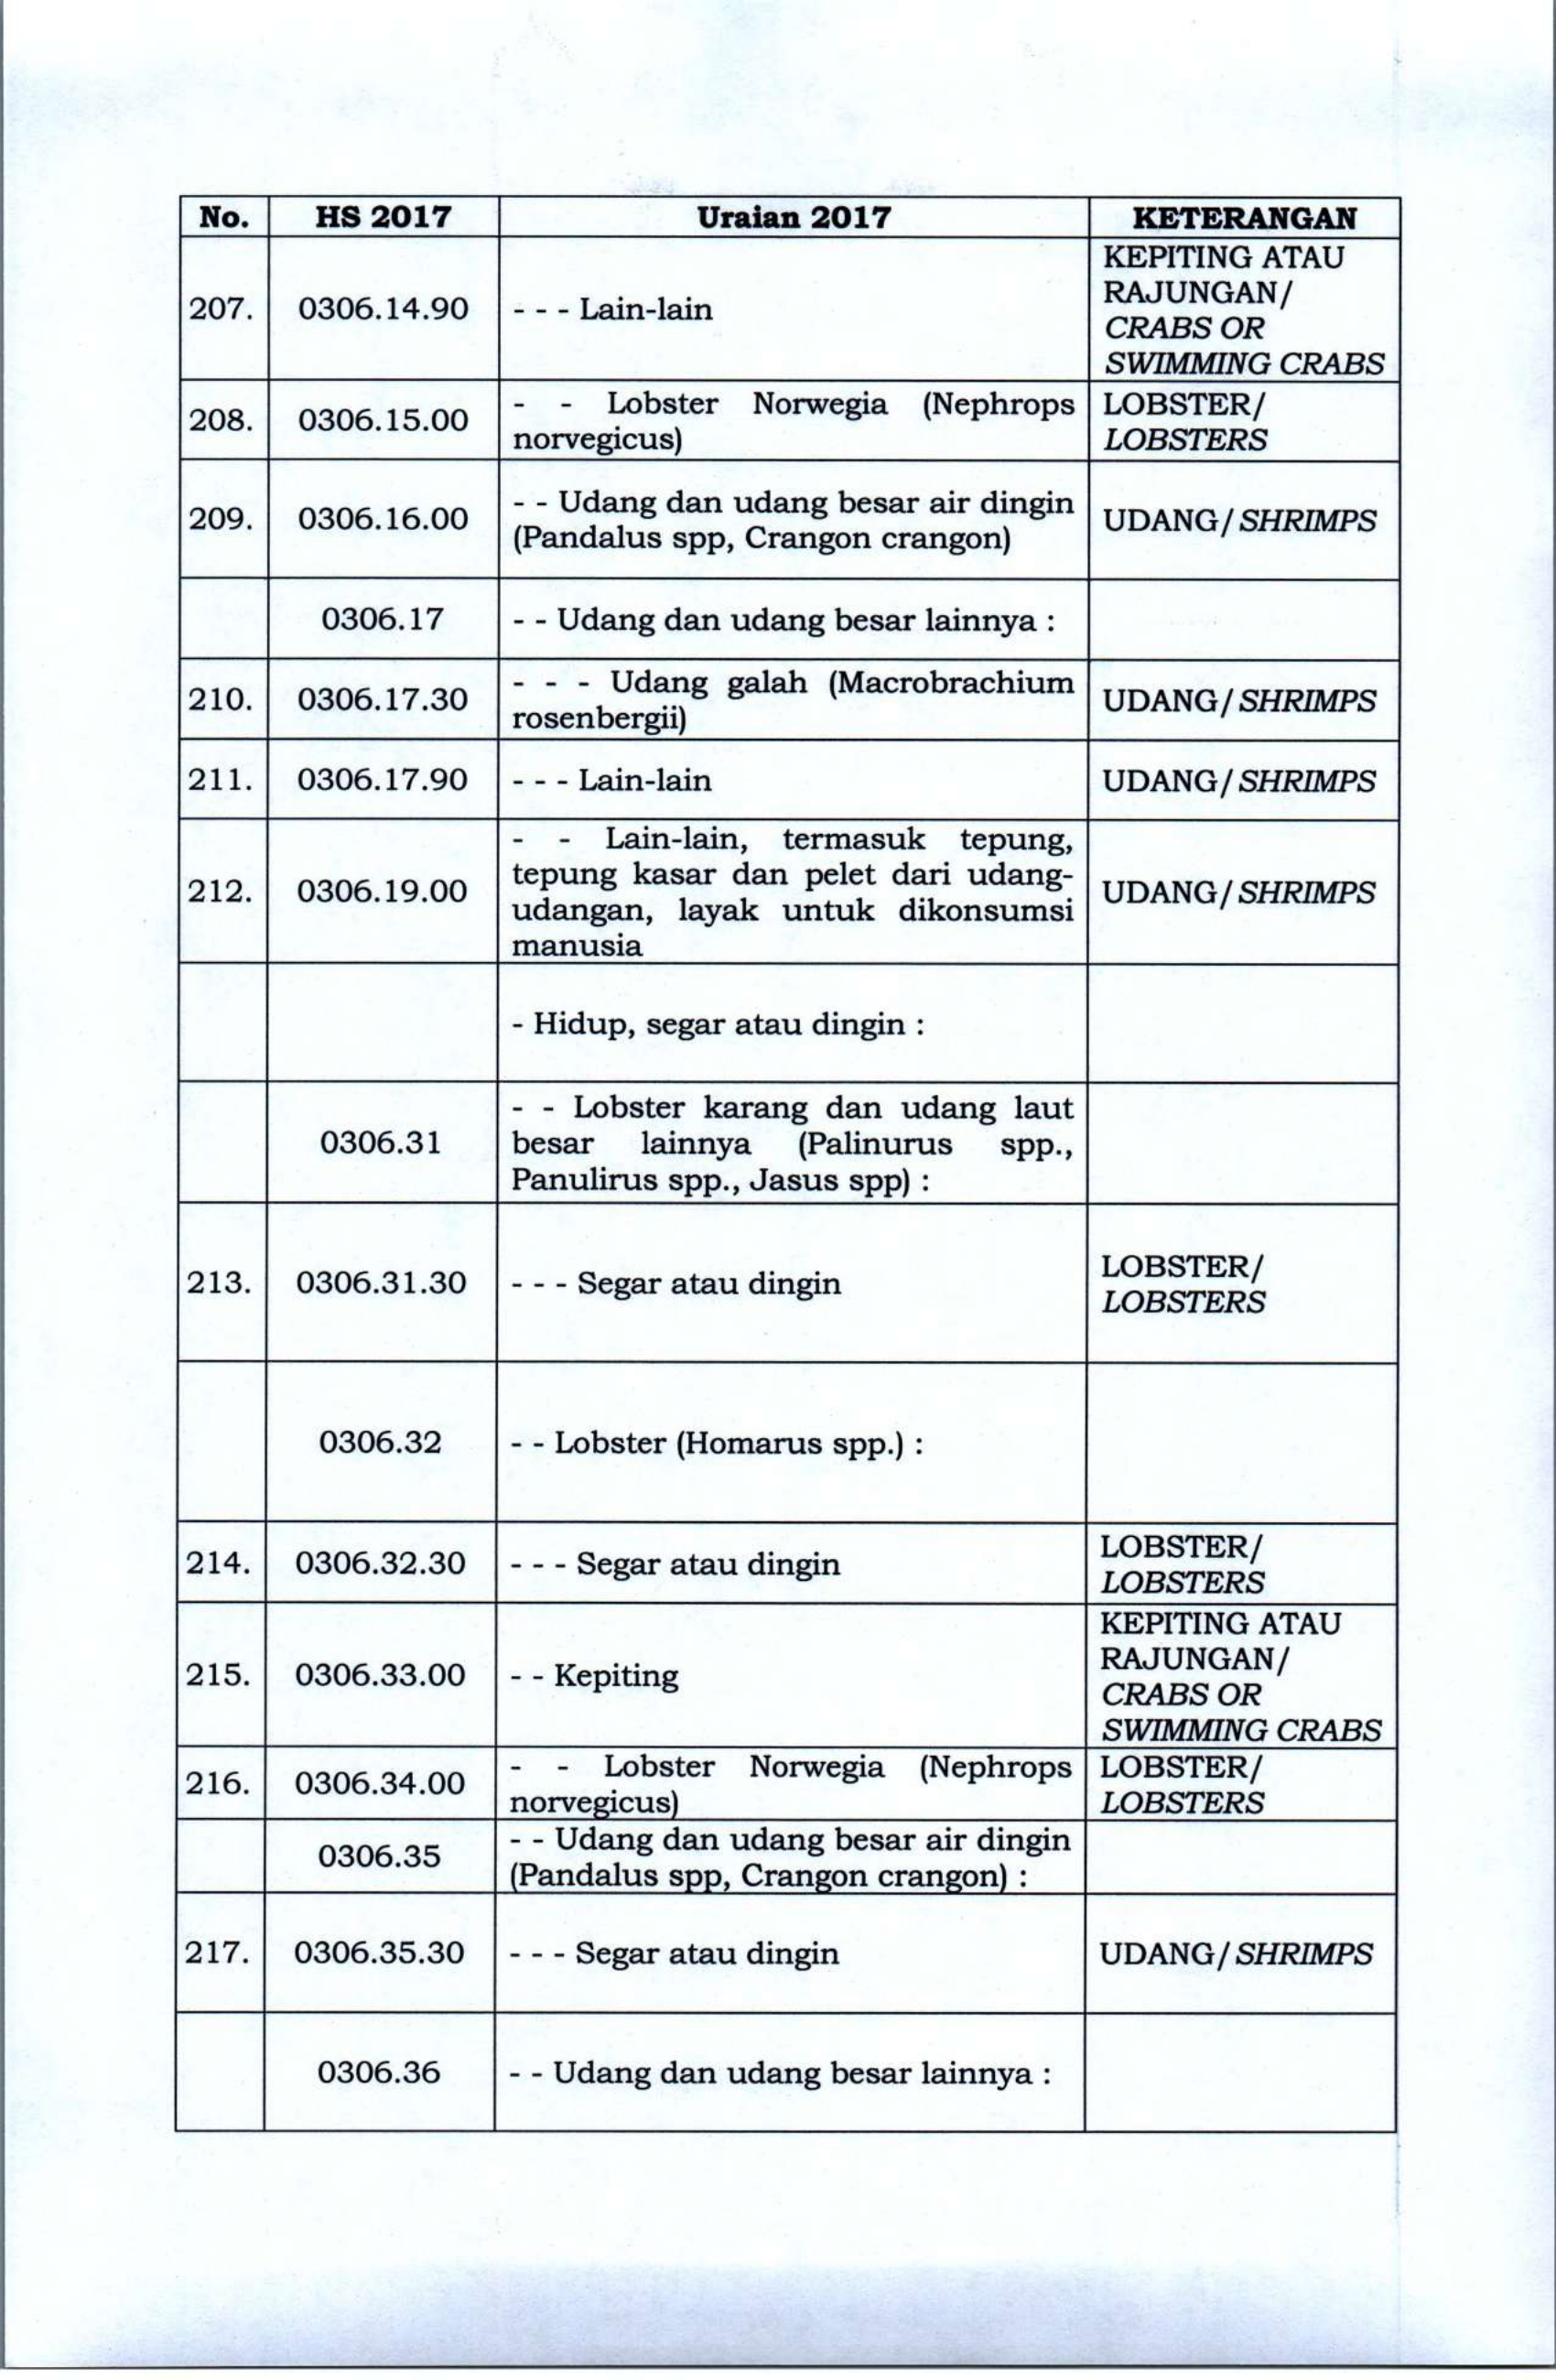 No. HS 2017 Uraian 2017 KETERANGAN
207. 0306.14.90 - - - Lain-lain KEPITING ATAU
RAJUNGAN/
CRABS OR
SWIMMING CRABS
208. 0306.15.00 - - Lobster Norwegia (Nephrops
norvegicus) LOBSTER/
LOBSTERS
209. 0306.16.00 - - Udang dan udang besar air dingin
(Pandalus spp, Crangon crangon) UDANG/SHRIMPS
0306.17 - - Udang dan udang besar lainnya :
210. 0306.17.30 - - - Udang galah (Macrobrachium
rosenbergii) UDANG/SHRIMPS
211. 0306.17.90 - - - Lain-lain UDANG/SHRIMPS
212. 0306.19.00 - - Lain-lain, termasuk tepung,
tepung kasar dan pelet dari udang-
udangan, layak untuk dikonsumsi
manusia UDANG/SHRIMPS
- Hidup, segar atau dingin :
0306.31 - - Lobster karang dan udang laut
besar lainnya (Palinurus spp.,
Panulirus spp., Jasus spp) :
213. 0306.31.30 - - - Segar atau dingin LOBSTER/
LOBSTERS
0306.32 - - Lobster (Homarus spp.) :
214. 0306.32.30 - - - Segar atau dingin LOBSTER/
LOBSTERS
215. 0306.33.00 - - Kepiting KEPITING ATAU
RAJUNGAN/
CRABS OR
SWIMMING CRABS
216. 0306.34.00 - - Lobster Norwegia (Nephrops
norvegicus) LOBSTER/
LOBSTERS
0306.35 - - Udang dan udang besar air dingin
(Pandalus spp, Crangon crangon) :
217. 0306.35.30 - - - Segar atau dingin UDANG/SHRIMPS
0306.36 - - Udang dan udang besar lainnya :